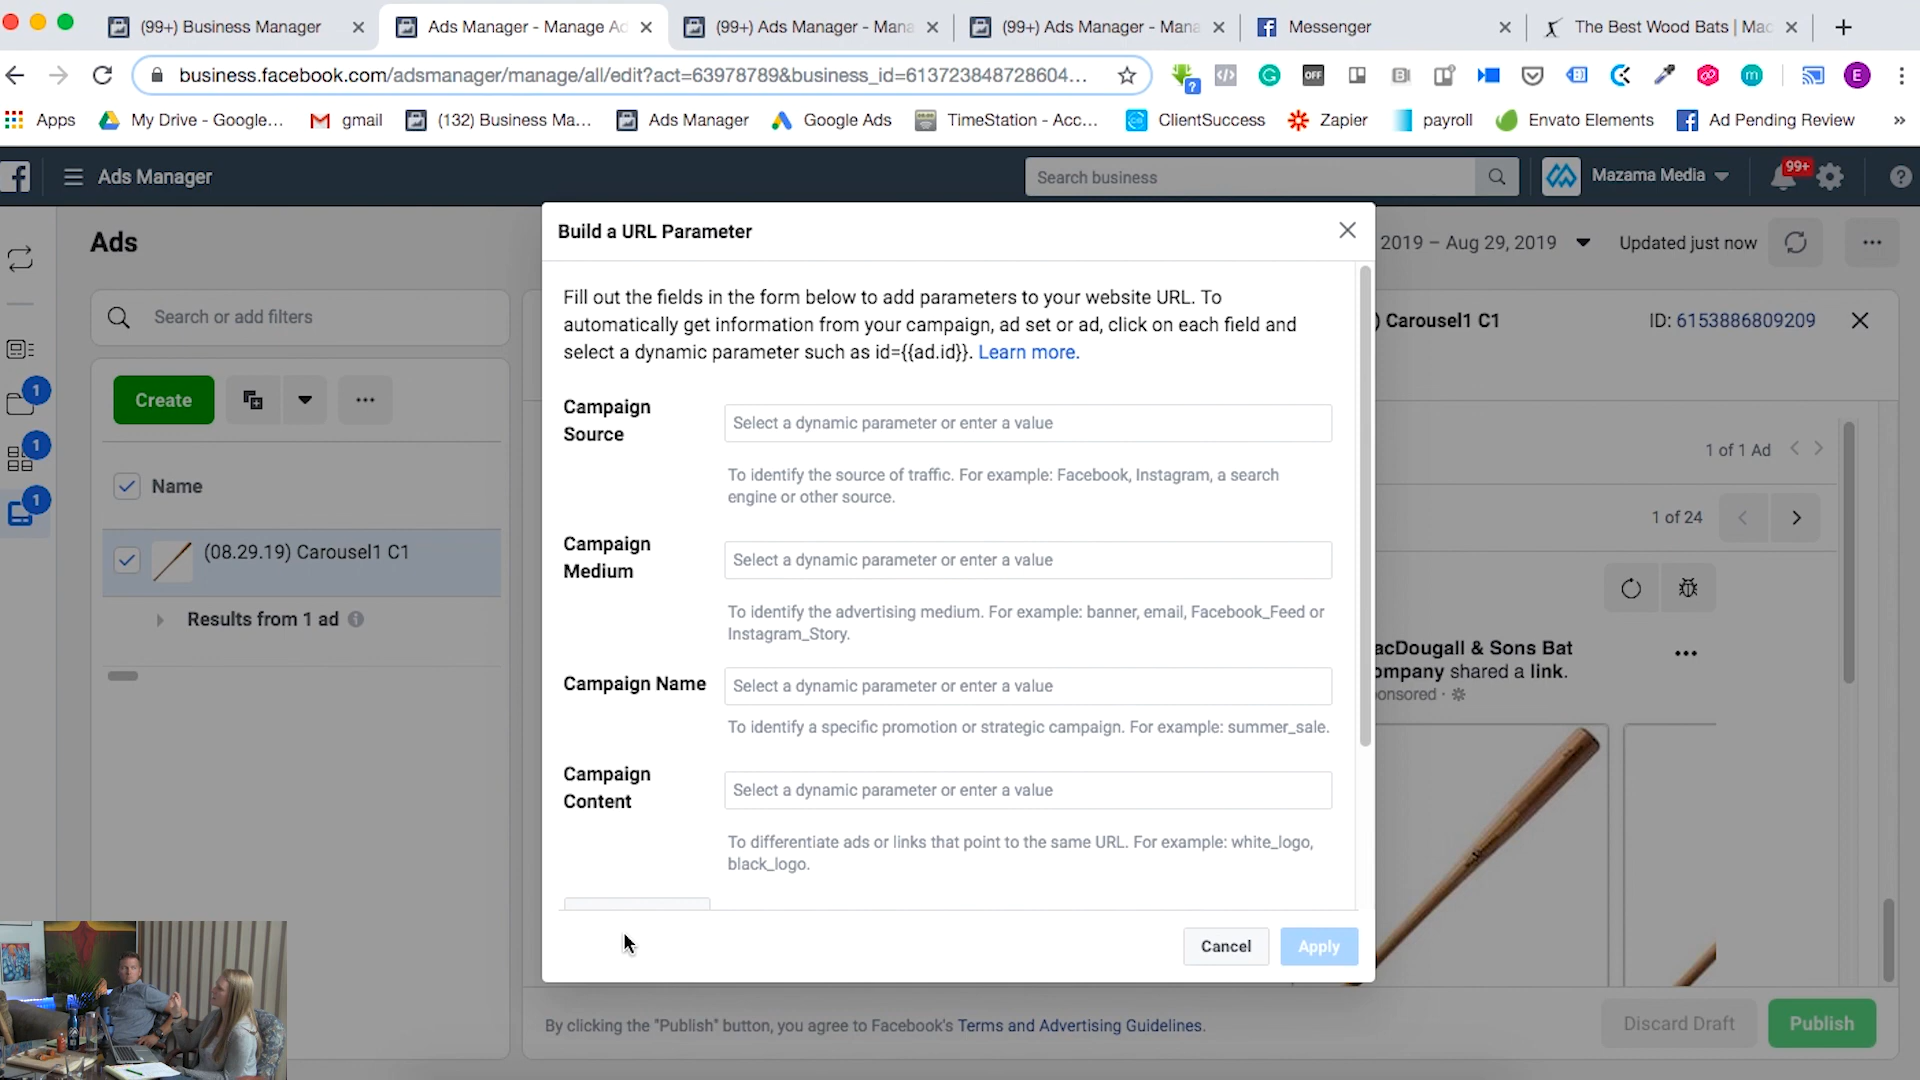 (99+) Business Manager
Ads Manager - Manage Ad
(99+) Ads Manager - Mana
(99+) Ads Manager - Mana
Messenger
The Best Wood Bats | Mac
business.facebook.com/adsmanager/manage/all/edit?act=63978789&business_id=613723848728604...
OFF
E
Apps
My Drive - Google...
gmail
(132) Business Ma...
Ads Manager
Google Ads
TimeStation - Acc...
ClientSuccess
Zapier
payroll
Envato Elements
Ad Pending Review
»
Ads Manager
Search business
Mazama Media
99+
Ads
2019 – Aug 29, 2019
Updated just now
Search or add filters
) Carousel1 C1
ID: 6153886809209
Create
1
1
1
Name
(08.29.19) Carousel1 C1
Results from 1 ad
Build a URL Parameter
Fill out the fields in the form below to add parameters to your website URL. To
automatically get information from your campaign, ad set or ad, click on each field and
select a dynamic parameter such as id={{ad.id}}. Learn more.
Campaign
Source
Select a dynamic parameter or enter a value
To identify the source of traffic. For example: Facebook, Instagram, a search
engine or other source.
Campaign
Medium
Select a dynamic parameter or enter a value
To identify the advertising medium. For example: banner, email, Facebook_Feed or
Instagram_Story.
Campaign Name
Select a dynamic parameter or enter a value
To identify a specific promotion or strategic campaign. For example: summer_sale.
Campaign
Content
Select a dynamic parameter or enter a value
To differentiate ads or links that point to the same URL. For example: white_logo,
black_logo.
Cancel
Apply
1 of 1 Ad
1 of 24
acDougall & Sons Bat
ompany shared a link.
onsored ·
By clicking the "Publish" button, you agree to Facebook's Terms and Advertising Guidelines.
Discard Draft
Publish